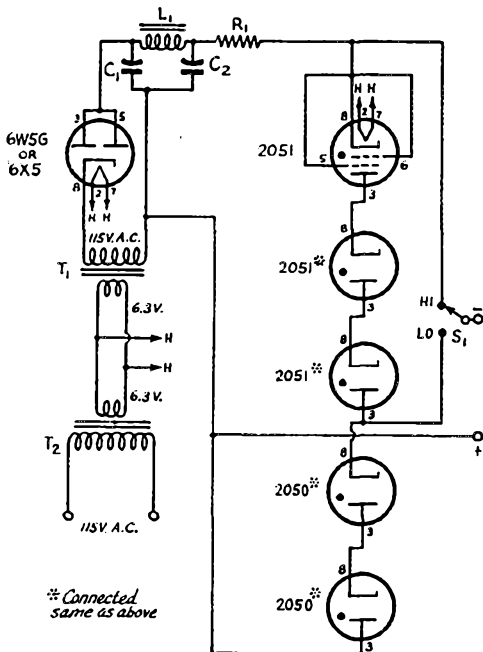 L₁
R₁
C₁
C₂
3
5
6W5G
OR
6X5
8
2
7
H
H
115V. A.C.
T₁
6.3V.
H
H
6.3V.
T₂
115V. A.C.
H H
8
2
7
2051
5
6
3
8
2051*
3
8
2051*
3
HI
LO
S₁
−
+
8
2050*
3
8
2050*
3
* Connected
same as above